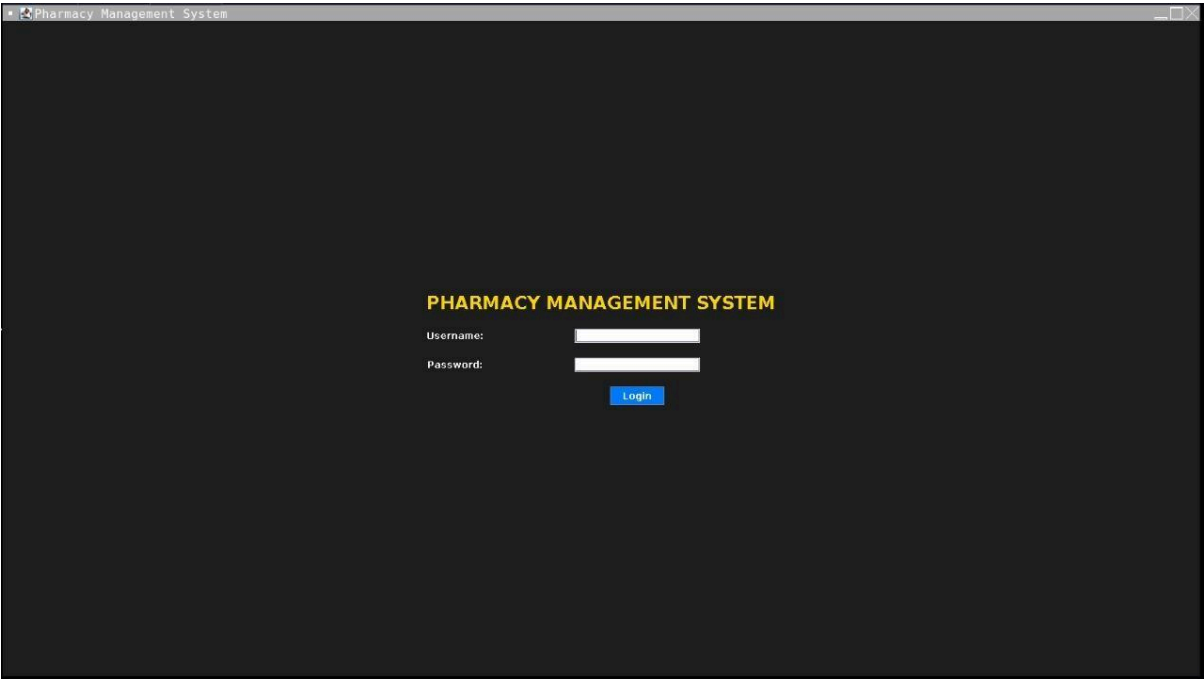 Pharmacy Management System
PHARMACY MANAGEMENT SYSTEM
Username:
Password:
Login